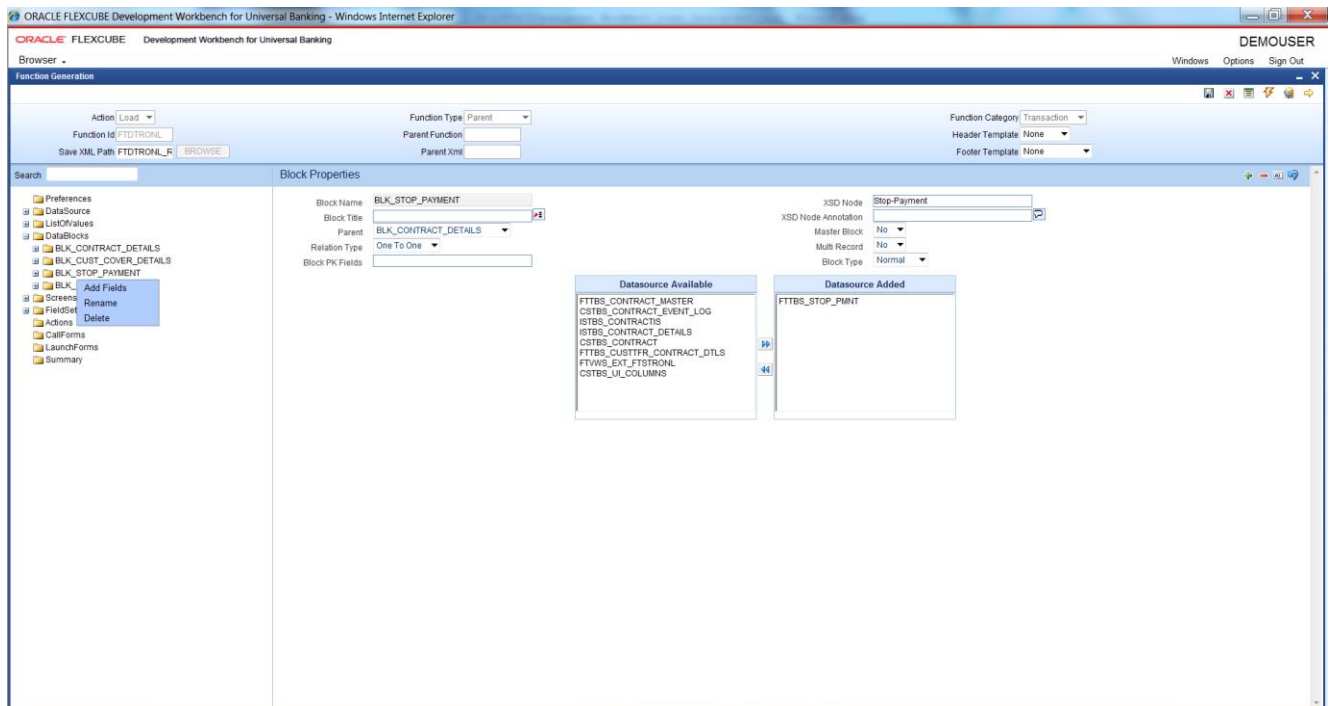 ORACLE FLEXCUBE Development Workbench for Universal Banking - Windows Internet Explorer
ORACLE FLEXCUBE Development Workbench for Universal Banking
DEMOUSER
Browser
Windows Options Sign Out
Function Generation
Action Load
Function Type Parent
Function Category Transaction
Function Id FTDTRONL
Parent Function
Header Template None
Save XML Path FTDTRONL_R BROWSE
Parent Xml
Footer Template None
Search
Block Properties
Preferences
DataSource
ListOfValues
DataBlocks
BLK_CONTRACT_DETAILS
BLK_CUST_COVER_DETAILS
BLK_STOP_PAYMENT
BLK_
Screens
FieldSet
Actions
CallForms
LaunchForms
Summary
Add Fields
Rename
Delete
Block Name BLK_STOP_PAYMENT
Block Title
Parent BLK_CONTRACT_DETAILS
Relation Type One To One
Block PK Fields
XSD Node Stop-Payment
XSD Node Annotation
Master Block No
Multi Record No
Block Type Normal
Datasource Available
FTTBS_CONTRACT_MASTER
CSTBS_CONTRACT_EVENT_LOG
ISTBS_CONTRACTIS
ISTBS_CONTRACT_DETAILS
CSTBS_CONTRACT
FTTBS_CUSTTFR_CONTRACT_DTLS
FTVWS_EXT_FTSTRONL
CSTBS_UI_COLUMNS
Datasource Added
FTTBS_STOP_PMNT